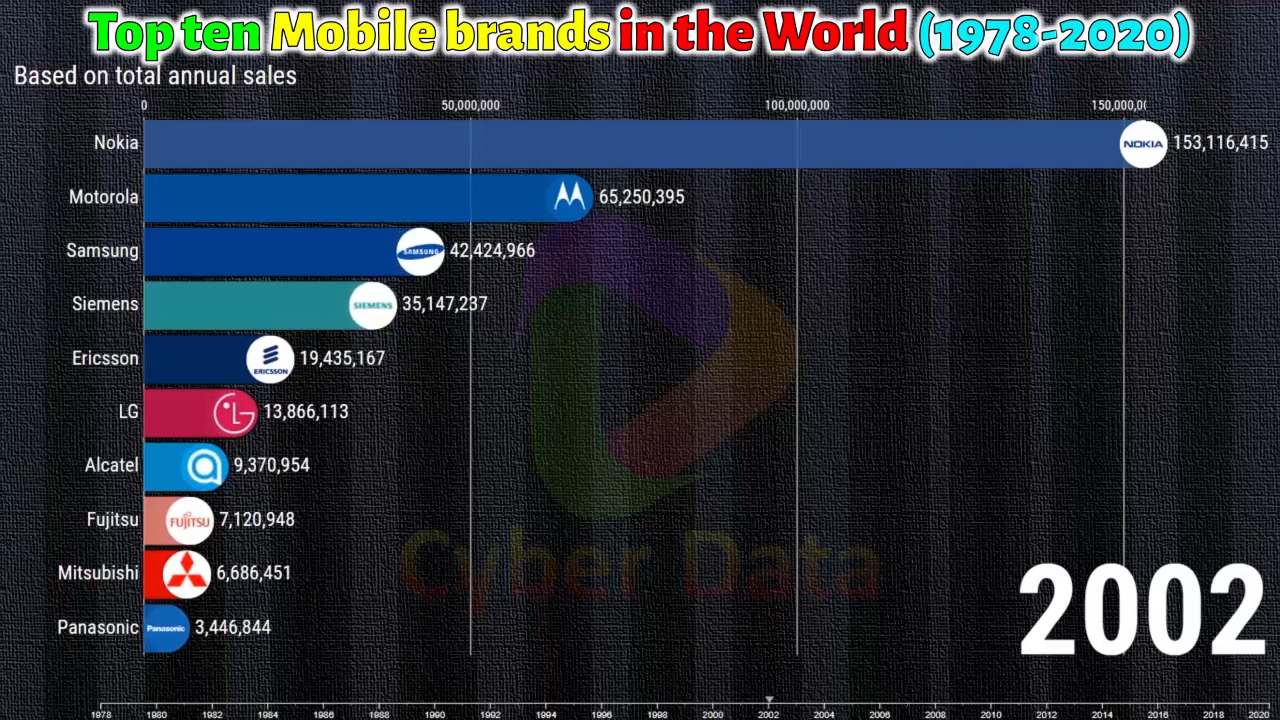 Top ten Mobile brands in the World (1978-2020)
Based on total annual sales
0 50,000,000 100,000,000 150,000,0
Nokia NOKIA 153,116,415
Motorola 65,250,395
Samsung SAMSUNG 42,424,966
Siemens SIEMENS 35,147,237
Ericsson ERICSSON 19,435,167
LG LG 13,866,113
Alcatel 9,370,954
Fujitsu FUJITSU 7,120,948
Mitsubishi 6,686,451
Panasonic Panasonic 3,446,844
Cyber Data
2002
1978 1980 1982 1984 1986 1988 1990 1992 1994 1996 1998 2000 2002 2004 2006 2008 2010 2012 2014 2016 2018 2020